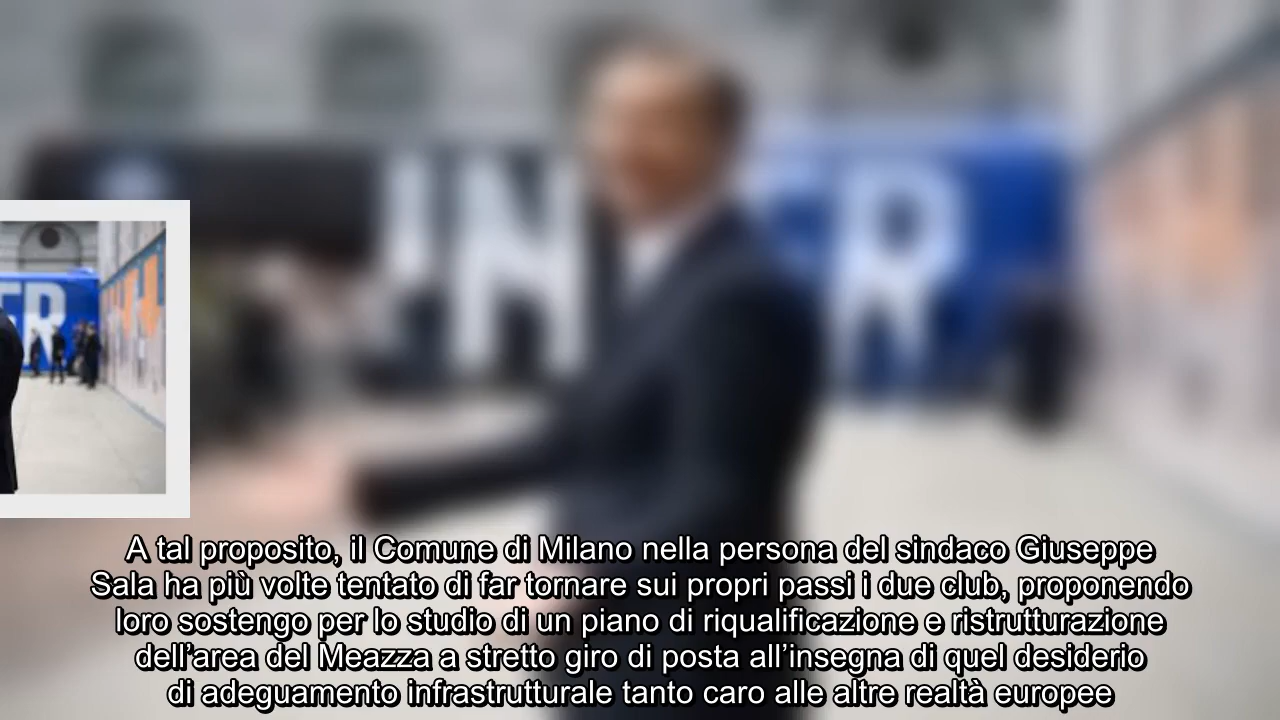 INTER
ER
A tal proposito, il Comune di Milano nella persona del sindaco Giuseppe
Sala ha più volte tentato di far tornare sui propri passi i due club, proponendo
loro sostengo per lo studio di un piano di riqualificazione e ristrutturazione
dell’area del Meazza a stretto giro di posta all’insegna di quel desiderio
di adeguamento infrastrutturale tanto caro alle altre realtà europee